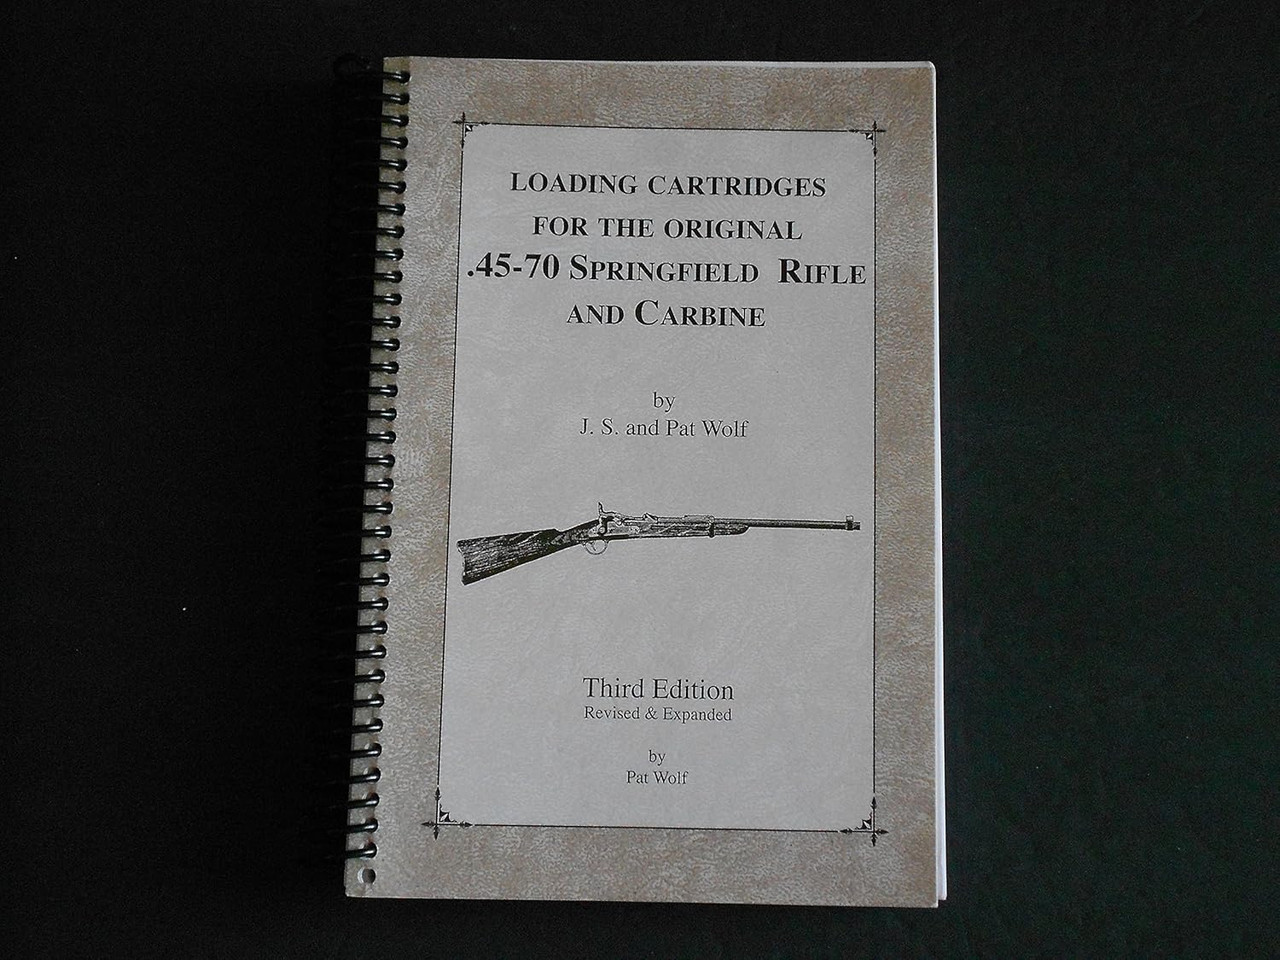 LOADING CARTRIDGES
FOR THE ORIGINAL
.45-70 SPRINGFIELD RIFLE
AND CARBINE
by
J. S. and Pat Wolf
Third Edition
Revised & Expanded
by
Pat Wolf